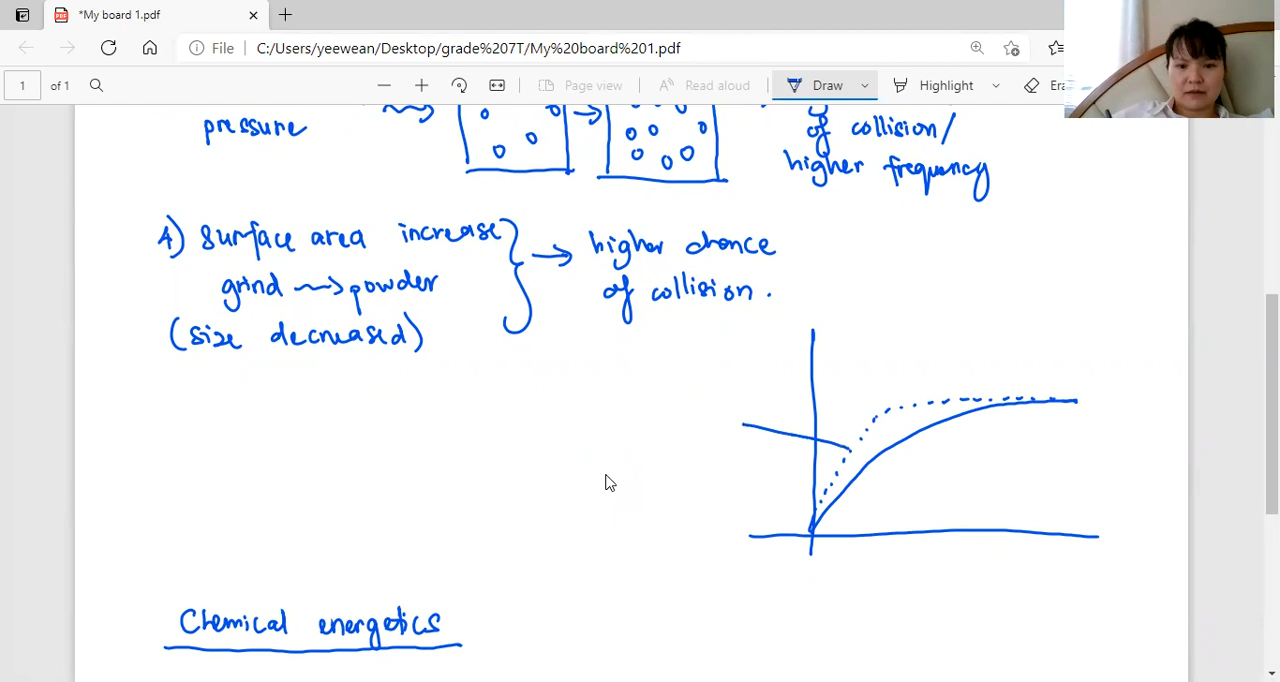 *My board 1.pdf
File C:/Users/yeewean/Desktop/grade%207T/My%20board%201.pdf
1 of 1 Page view Read aloud Draw Highlight Era
pressure
of collision/
higher frequency
4) surface area increase
grind powder
(size decreased)
higher chance
of collision.
Chemical energetics